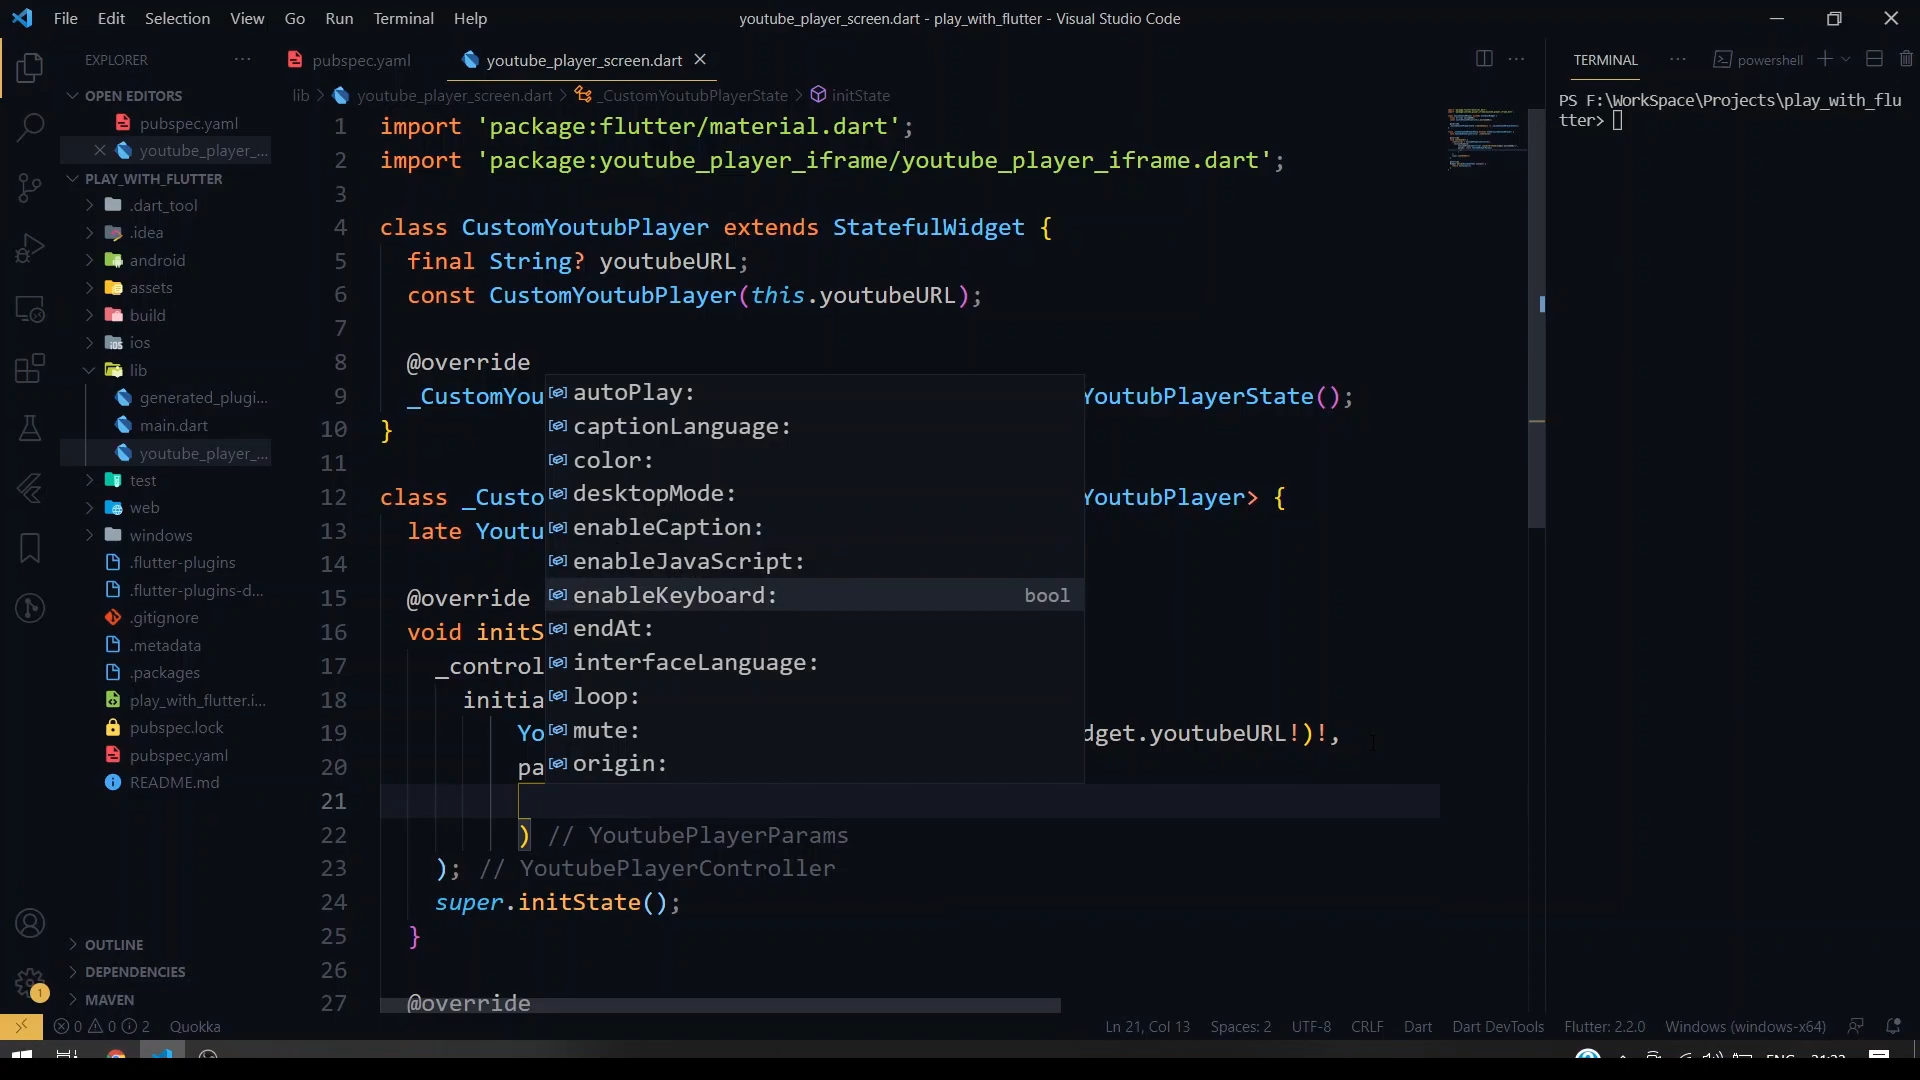 File Edit Selection View Go Run Terminal Help
youtube_player_screen.dart - play_with_flutter - Visual Studio Code
EXPLORER
OPEN EDITORS
pubspec.yaml
youtube_player_...
PLAY_WITH_FLUTTER
.dart_tool
.idea
android
assets
build
ios
lib
generated_plugi...
main.dart
youtube_player_...
test
web
windows
.flutter-plugins
.flutter-plugins-d...
.gitignore
.metadata
.packages
play_with_flutter.i...
pubspec.lock
pubspec.yaml
README.md
OUTLINE
DEPENDENCIES
MAVEN
pubspec.yaml
youtube_player_screen.dart
lib > youtube_player_screen.dart > _CustomYoutubPlayerState > initState
1 import 'package:flutter/material.dart';
2 import 'package:youtube_player_iframe/youtube_player_iframe.dart';
3
4 class CustomYoutubPlayer extends StatefulWidget {
5 final String? youtubeURL;
6 const CustomYoutubPlayer(this.youtubeURL);
7
8 @override
9 _CustomYou YoutubPlayerState();
10 }
11
12 class _Custo YoutubPlayer> {
13 late Youtu
14
15 @override
16 void initS
17 _control
18 initia
19 Yo dget.youtubeURL!)!,
20 pa
21
22 ) // YoutubePlayerParams
23 ); // YoutubePlayerController
24 super.initState();
25 }
26
27 @override
autoPlay:
captionLanguage:
color:
desktopMode:
enableCaption:
enableJavaScript:
enableKeyboard: bool
endAt:
interfaceLanguage:
loop:
mute:
origin:
TERMINAL
powershell
PS F:\WorkSpace\Projects\play_with_flu
tter>
1
0 0 2 Quokka
Ln 21, Col 13 Spaces: 2 UTF-8 CRLF Dart Dart DevTools Flutter: 2.2.0 Windows (windows-x64)